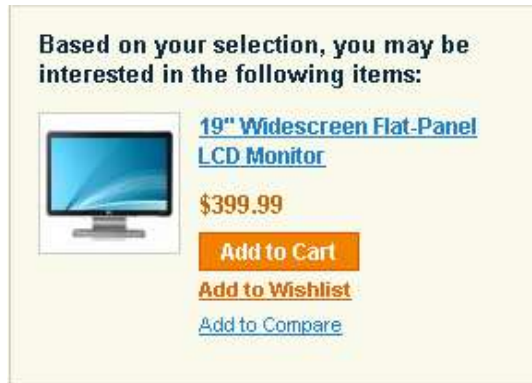 Based on your selection, you may be
interested in the following items:
19" Widescreen Flat-Panel
LCD Monitor
$399.99
Add to Cart
Add to Wishlist
Add to Compare